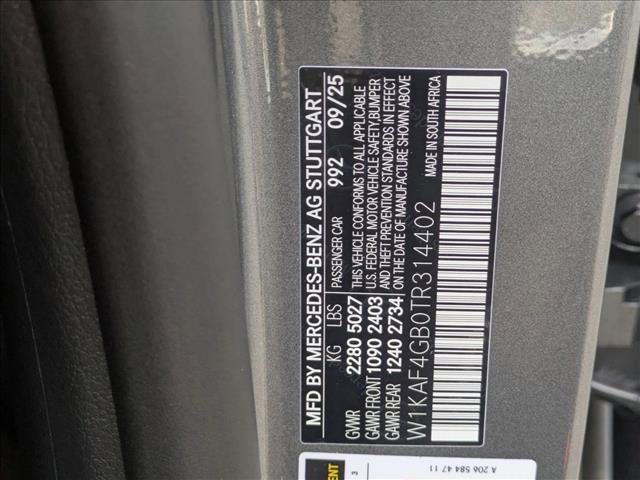 MFD BY MERCEDES-BENZ AG STUTTGART
KG LBS PASSENGER CAR 992 09/25
GVWR 2280 5027 THIS VEHICLE CONFORMS TO ALL APPLICABLE
GAWR FRONT 1090 2403 U.S. FEDERAL MOTOR VEHICLE SAFETY,BUMPER
GAWR REAR 1240 2734 AND THEFT PREVENTION STANDARDS IN EFFECT
ON THE DATE OF MANUFACTURE SHOWN ABOVE
W1KAF4GB0TR314402 MADE IN SOUTH AFRICA
A 206 584 47 11
3